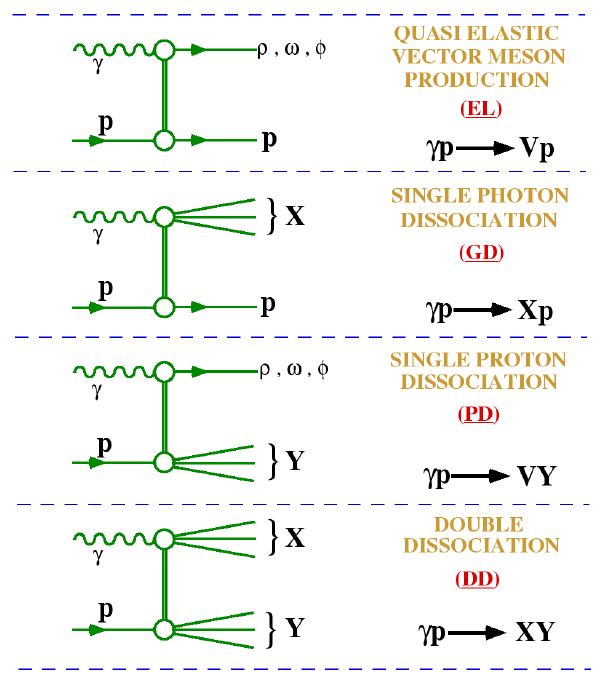 QUASI ELASTIC
VECTOR MESON
PRODUCTION
(EL)
γ
ρ , ω , φ
p
p
γp → Vp
SINGLE PHOTON
DISSOCIATION
(GD)
γ
} X
p
p
γp → Xp
SINGLE PROTON
DISSOCIATION
(PD)
γ
ρ , ω , φ
p
} Y
γp → VY
DOUBLE
DISSOCIATION
(DD)
γ
} X
p
} Y
γp → XY